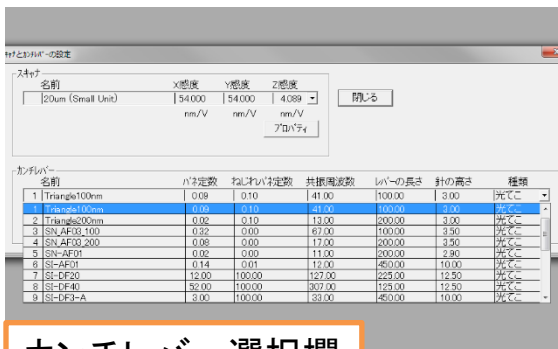 スキャナとカンチレバーの設定
スキャナ
名前 X感度 Y感度 Z感度
20um (Small Unit) 54.000 54.000 4.089 閉じる
nm/V nm/V nm/V
プロパティ
カンチレバー
名前 バネ定数 ねじれバネ定数 共振周波数 レバーの長さ 針の高さ 種類
1 Triangle100nm 0.09 0.10 41.00 100.00 3.00 光てこ
1 Triangle100nm 0.09 0.10 41.00 100.00 3.00 光てこ
2 Triangle200nm 0.02 0.10 13.00 200.00 3.00 光てこ
3 SN_AF03_100 0.32 0.00 67.00 100.00 3.50 光てこ
4 SN_AF03_200 0.08 0.00 17.00 200.00 3.50 光てこ
5 SN-AF01 0.02 0.00 11.00 200.00 2.90 光てこ
6 SI-AF01 0.14 0.01 12.00 450.00 10.00 光てこ
7 SI-DF20 12.00 100.00 127.00 225.00 12.50 光てこ
8 SI-DF40 52.00 100.00 307.00 125.00 12.50 光てこ
9 SI-DF3-A 3.00 100.00 33.00 450.00 10.00 光てこ
カンチレバー選択欄